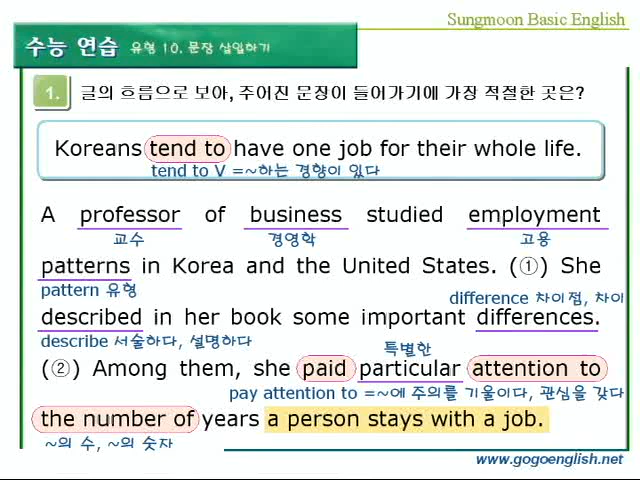 Sungmoon Basic English
수능 연습 유형 10. 문장 삽입하기
1. 글의 흐름으로 보아, 주어진 문장이 들어가기에 가장 적절한 곳은?
Koreans tend to have one job for their whole life.
tend to V =~하는 경향이 있다
A professor of business studied employment
교수 경영학 고용
patterns in Korea and the United States. (①) She
pattern 유형 difference 차이점, 차이
described in her book some important differences.
describe 서술하다, 설명하다 특별한
(②) Among them, she paid particular attention to
pay attention to =~에 주의를 기울이다, 관심을 갖다
the number of years a person stays with a job.
~의 수, ~의 숫자
www.gogoenglish.net